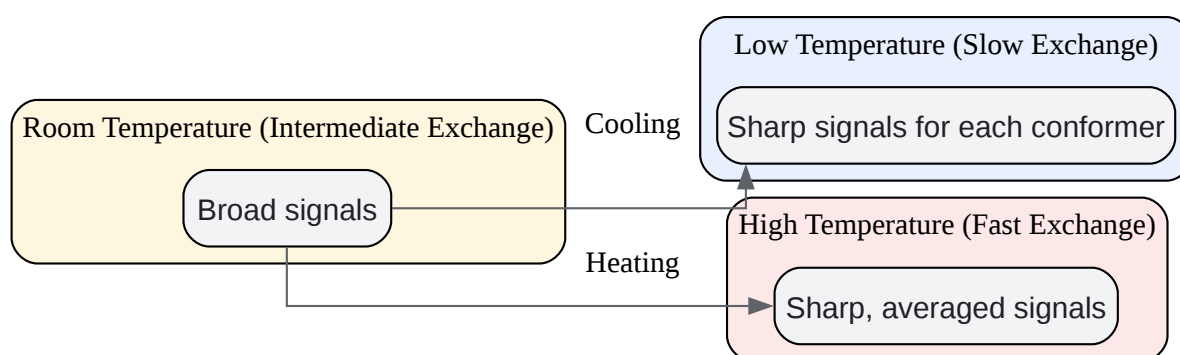 Low Temperature (Slow Exchange)
Sharp signals for each conformer
Room Temperature (Intermediate Exchange)
Cooling
Broad signals
High Temperature (Fast Exchange)
Heating
Sharp, averaged signals